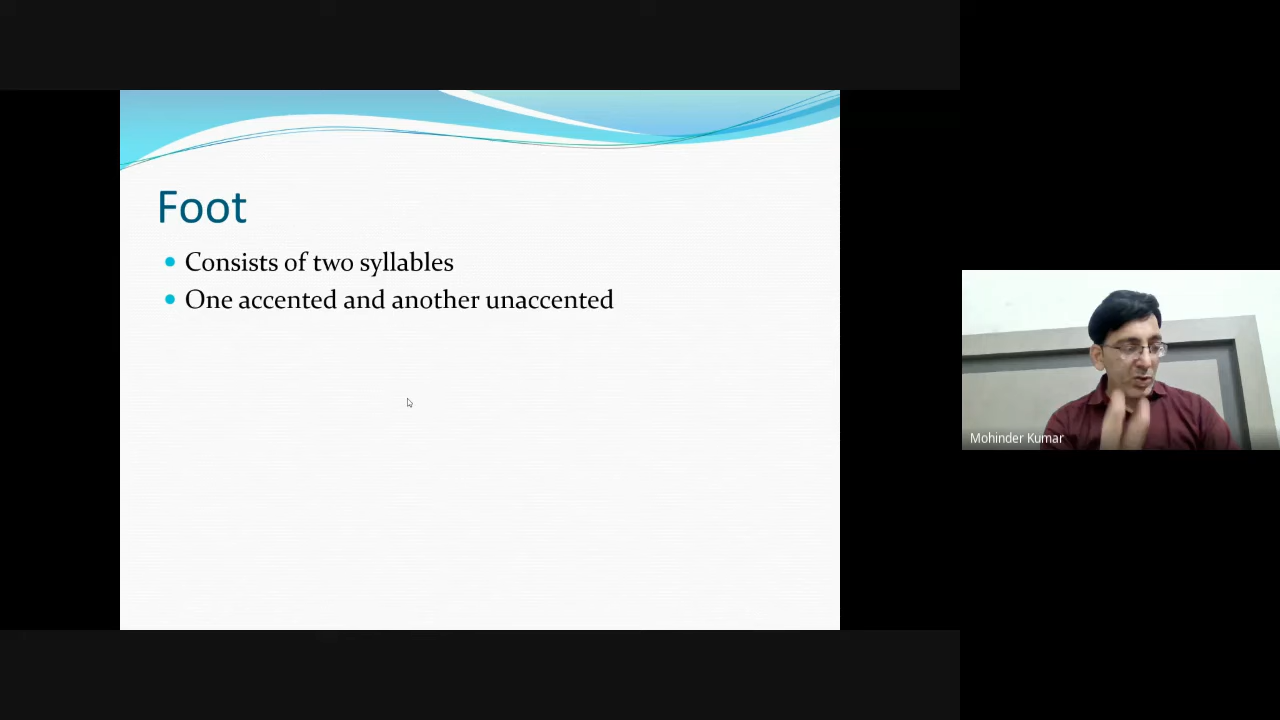 Foot
Consists of two syllables
One accented and another unaccented
Mohinder Kumar